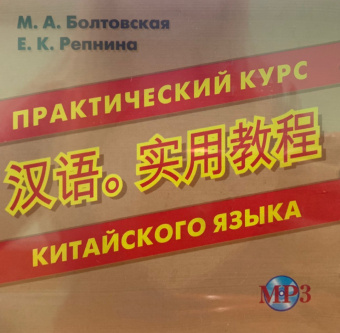 М. А. Болтовская
Е. К. Репнина
ПРАКТИЧЕСКИЙ КУРС
汉语。实用教程
КИТАЙСКОГО ЯЗЫКА
MP3